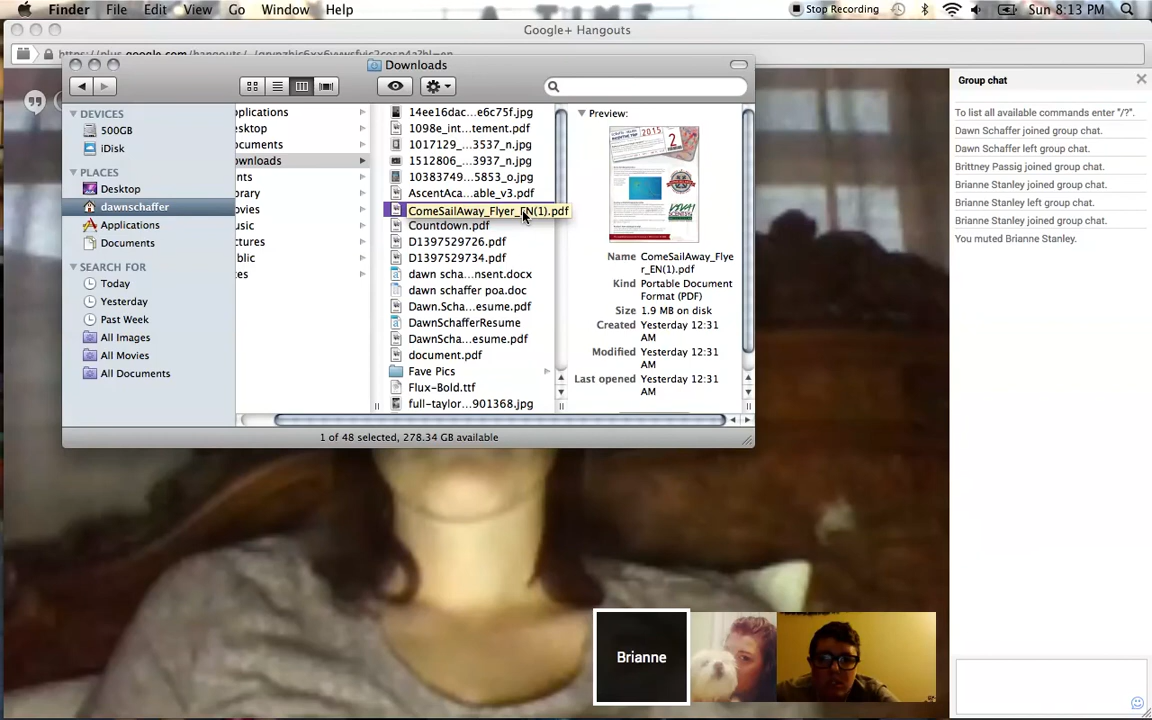 Finder File Edit View Go Window Help
Stop Recording Sun 8:13 PM
A TIME
Google+ Hangouts
Downloads
DEVICES
500GB
iDisk
PLACES
Desktop
dawnschaffer
Applications
Documents
SEARCH FOR
Today
Yesterday
Past Week
All Images
All Movies
All Documents
pplications
esktop
ocuments
ownloads
nts
brary
ovies
usic
ctures
blic
tes
14ee16dac...e6c75f.jpg
1098e_int...tement.pdf
1017129_...3537_n.jpg
1512806_...3937_n.jpg
10383749...5853_o.jpg
AscentAca...able_v3.pdf
ComeSailAway_Flyer_EN(1).pdf
Countdown.pdf
D1397529726.pdf
D1397529734.pdf
dawn scha...nsent.docx
dawn schaffer poa.doc
Dawn.Scha...esume.pdf
DawnSchafferResume
DawnScha...esume.pdf
document.pdf
Fave Pics
Flux-Bold.ttf
full-taylor...901368.jpg
Preview:
2015
Name ComeSailAway_Flye
r_EN(1).pdf
Kind Portable Document
Format (PDF)
Size 1.9 MB on disk
Created Yesterday 12:31
AM
Modified Yesterday 12:31
AM
Last opened Yesterday 12:31
AM
1 of 48 selected, 278.34 GB available
Group chat
To list all available commands enter "/?".
Dawn Schaffer joined group chat.
Dawn Schaffer left group chat.
Brittney Passig joined group chat.
Brianne Stanley joined group chat.
Brianne Stanley left group chat.
Brianne Stanley joined group chat.
You muted Brianne Stanley.
Brianne